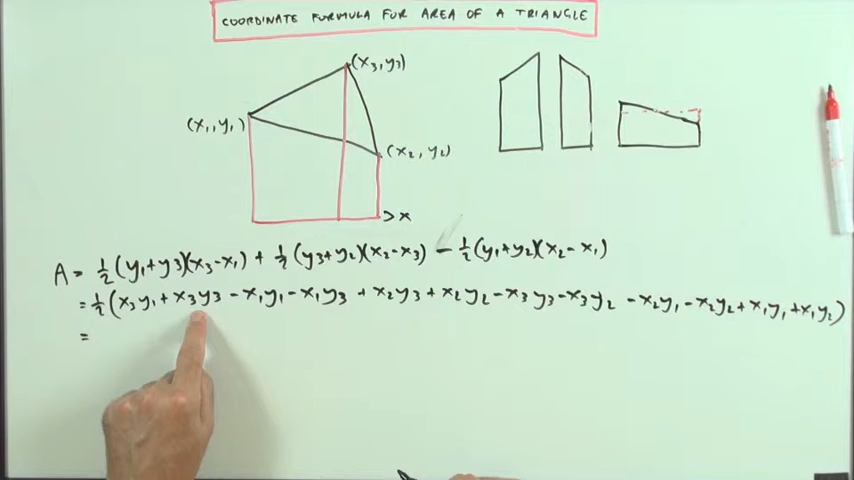 COORDINATE FORMULA FOR AREA OF A TRIANGLE
(x₃,y₃)
(x₁,y₁)
(x₂,y₂)
>x
A = ½(y₁+y₃)(x₃-x₁) + ½(y₃+y₂)(x₂-x₃) - ½(y₁+y₂)(x₂-x₁)
=½(x₃y₁+x₃y₃-x₁y₁-x₁y₃+x₂y₃+x₂y₂-x₃y₃-x₃y₂-x₂y₁-x₂y₂+x₁y₁+x₁y₂)
=